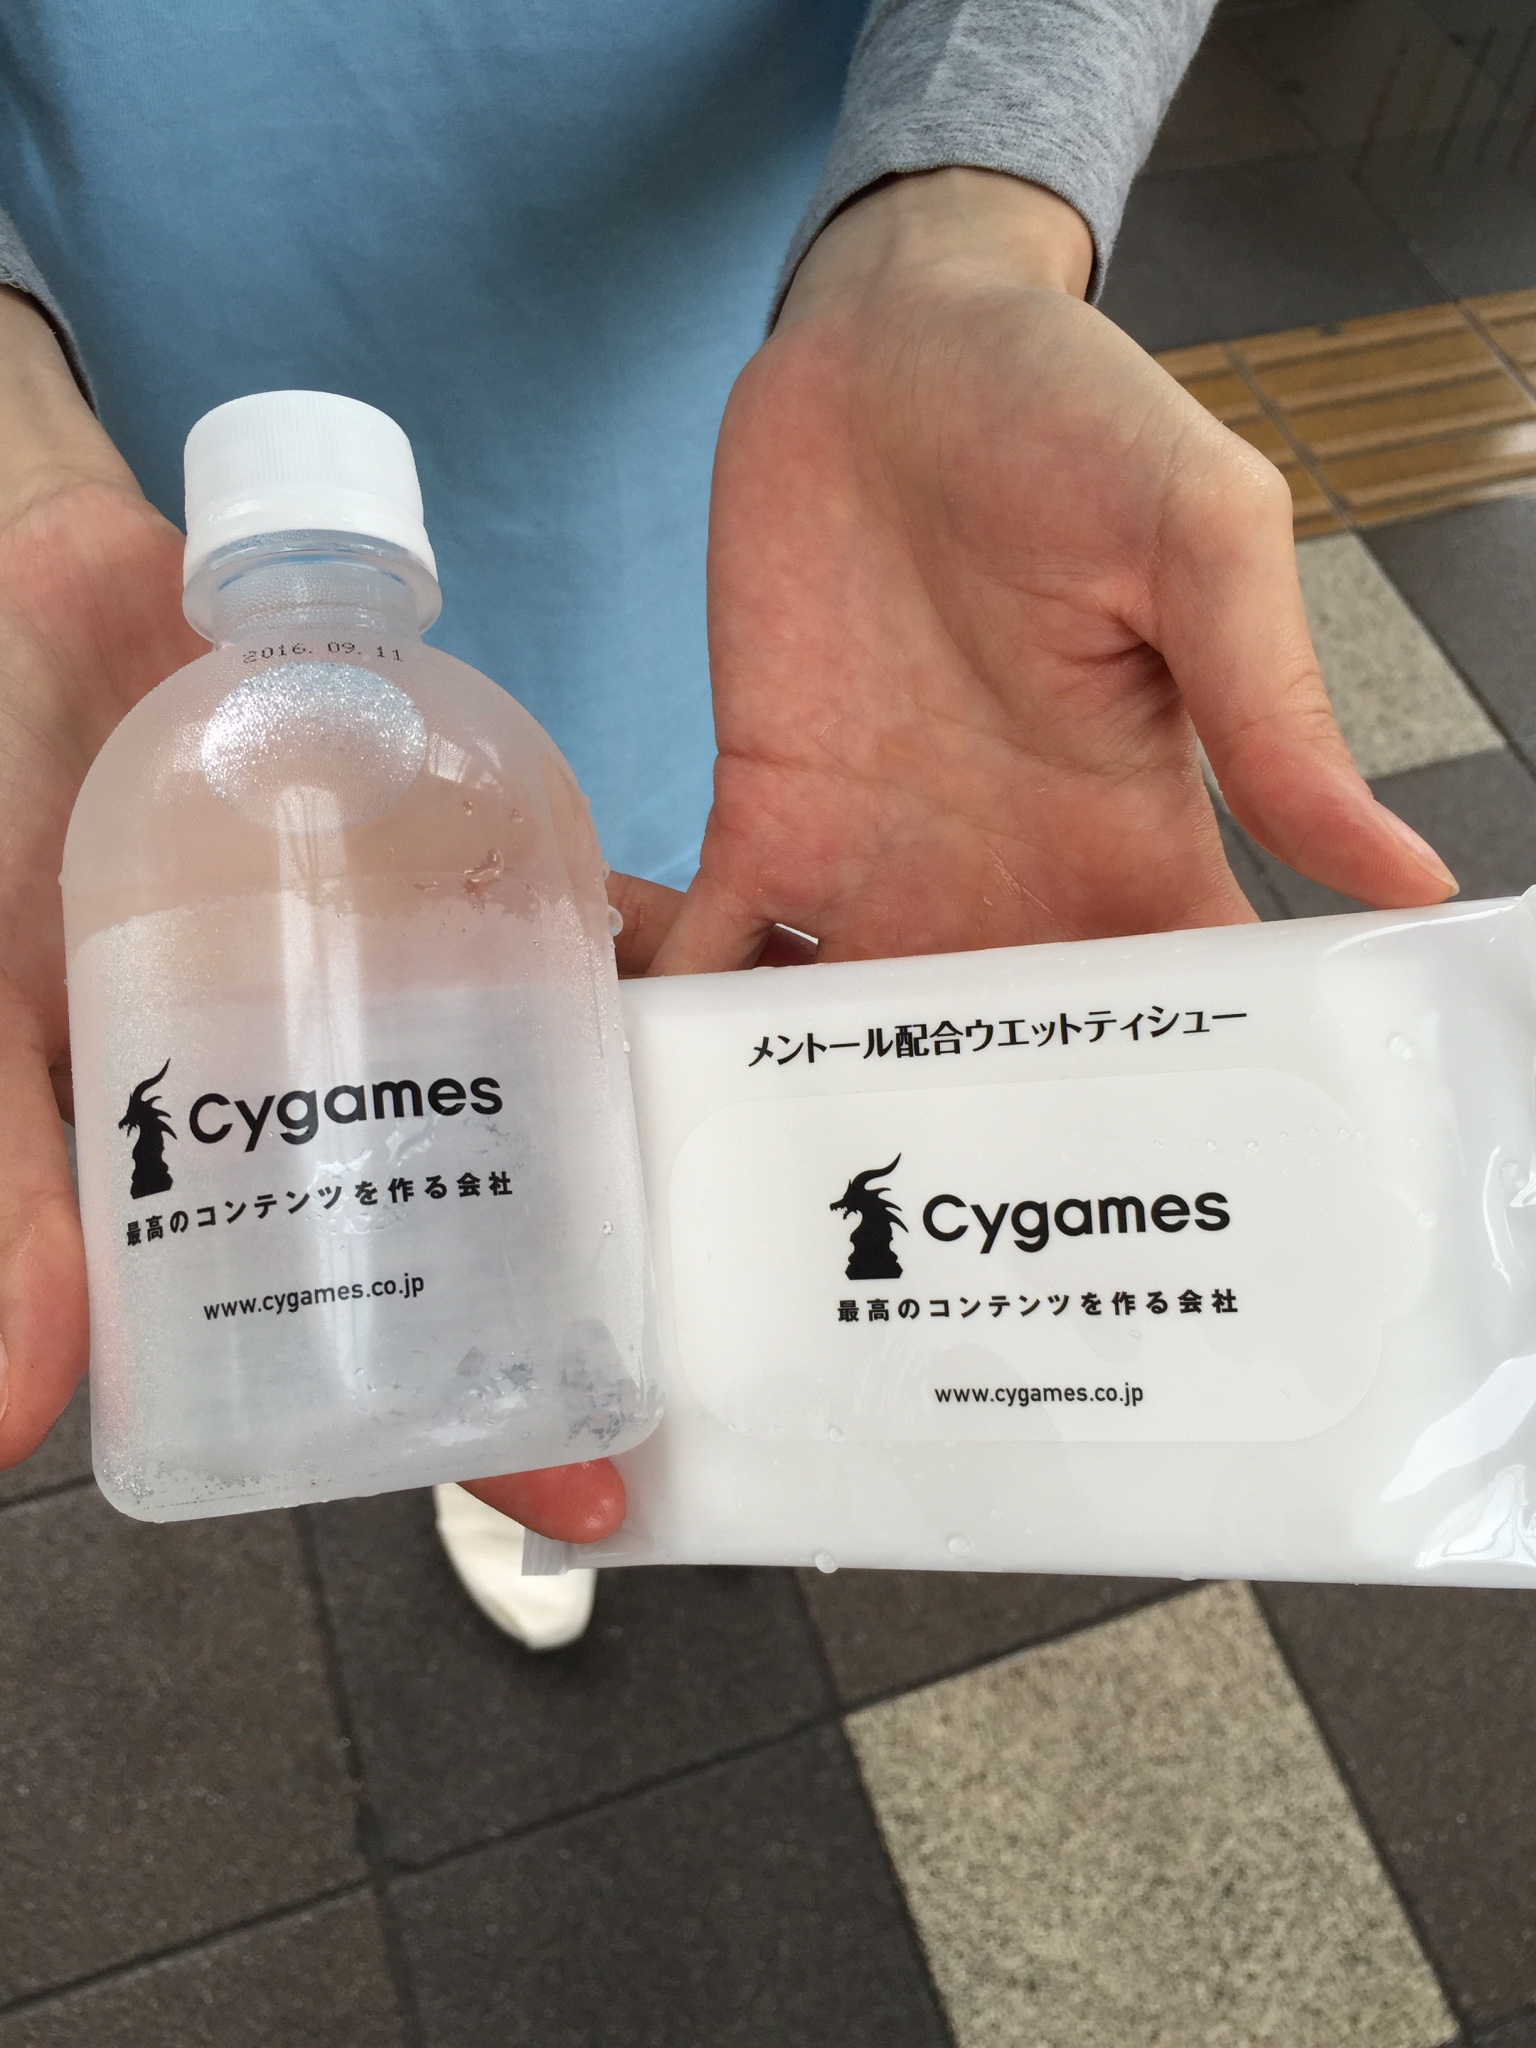 2016. 09. 11
Cygames
最高のコンテンツを作る会社
www.cygames.co.jp
メントール配合ウエットティシュー
Cygames
最高のコンテンツを作る会社
www.cygames.co.jp